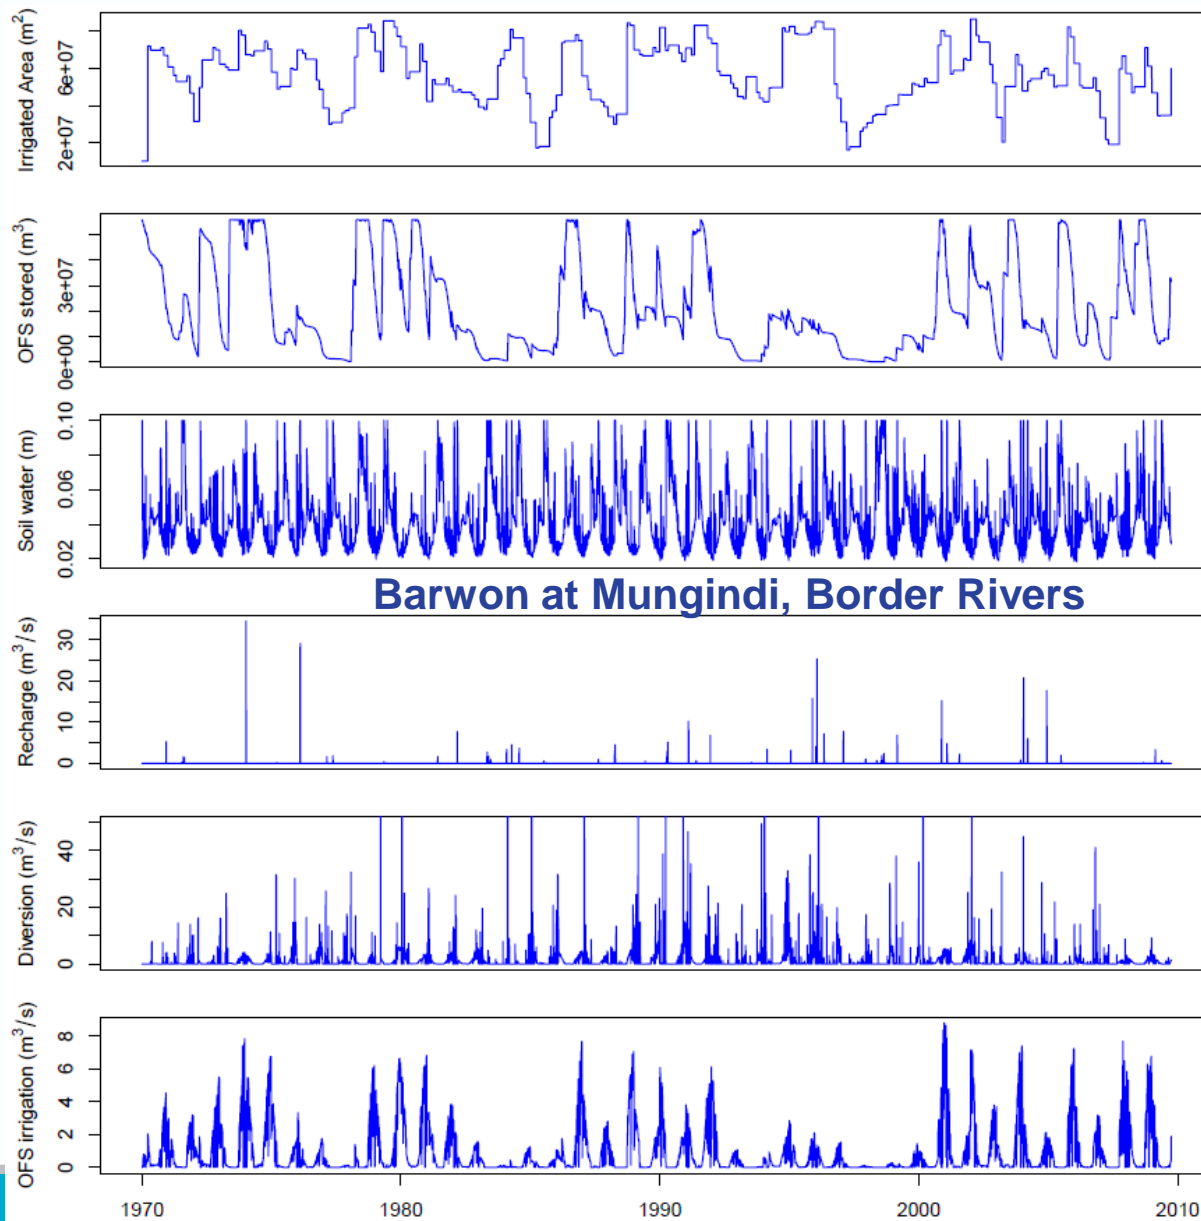 Irrigated Area (m²)
2e+07
6e+07
OFS stored (m³)
0e+00
3e+07
Soil water (m)
0.02
0.06
0.10
Barwon at Mungindi, Border Rivers
Recharge (m³/s)
0
10
20
30
Diversion (m³/s)
0
20
40
OFS irrigation (m³/s)
0
2
4
6
8
1970
1980
1990
2000
2010